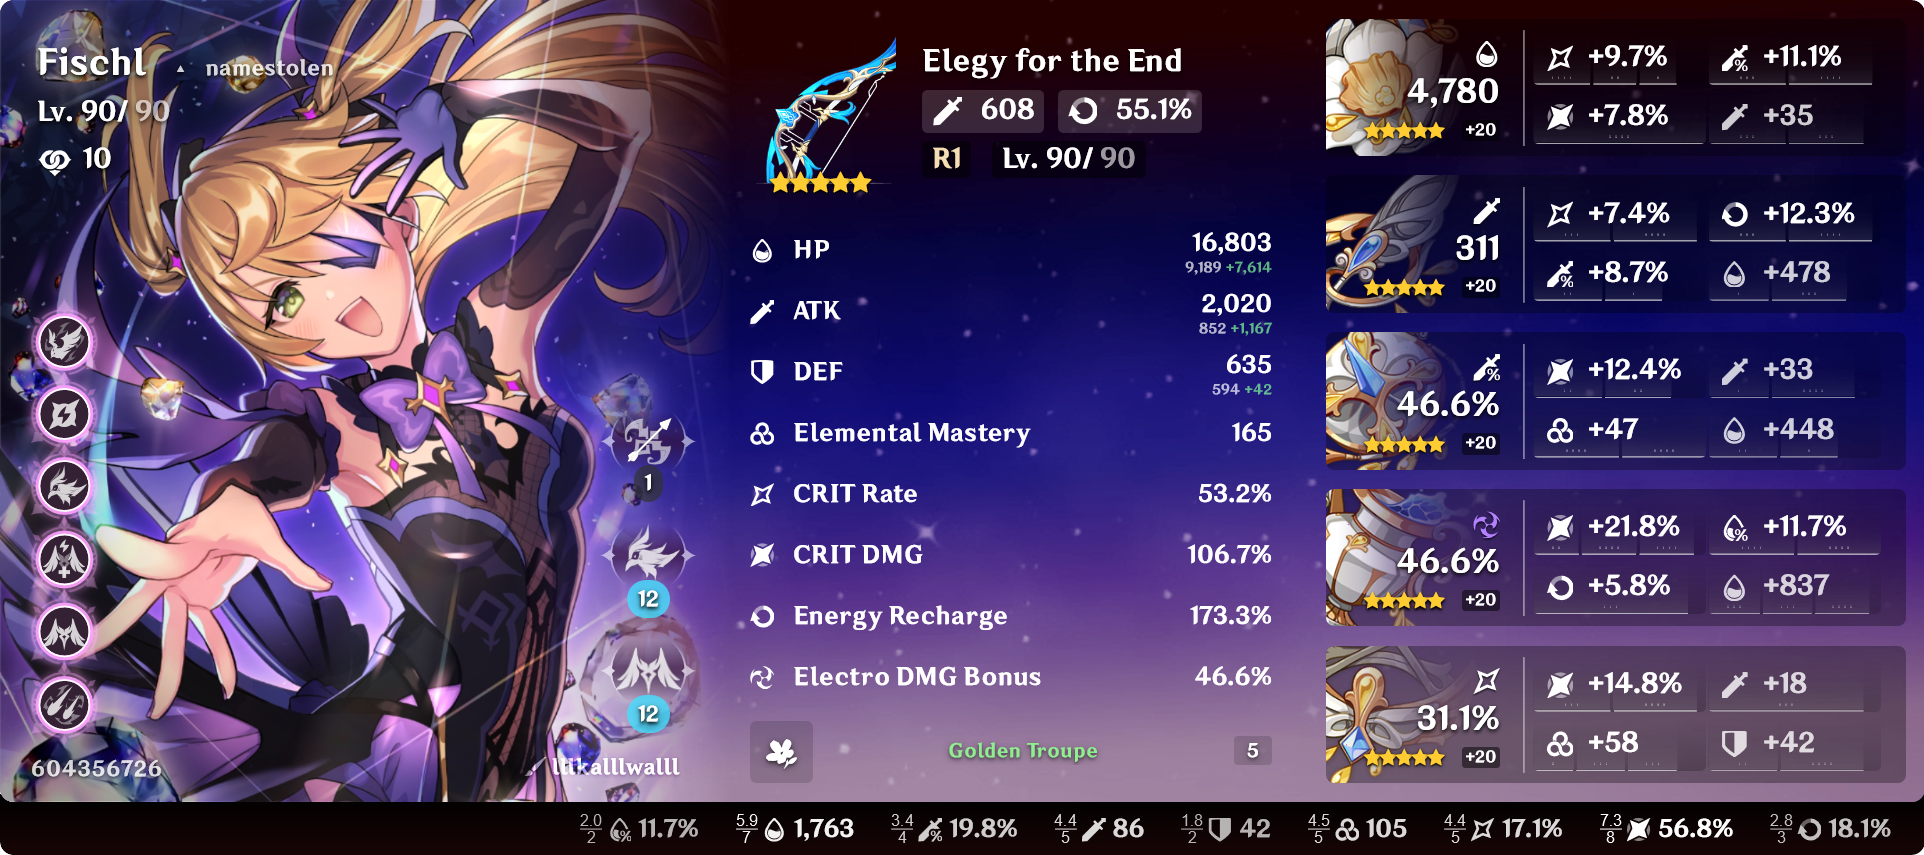 Fischl ▲ namestolen
Lv. 90/ 90
10
1
12
12
604356726
llikalllwalll
Elegy for the End
608 55.1%
R1 Lv. 90/ 90
HP 16,803
9,189 +7,614
ATK 2,020
852 +1,167
DEF 635
594 +42
Elemental Mastery 165
CRIT Rate 53.2%
CRIT DMG 106.7%
Energy Recharge 173.3%
Electro DMG Bonus 46.6%
Golden Troupe 5
4,780
+20
+9.7% +11.1%
+7.8% +35
311
+20
+7.4% +12.3%
+8.7% +478
46.6%
+20
+12.4% +33
+47 +448
46.6%
+20
+21.8% +11.7%
+5.8% +837
31.1%
+20
+14.8% +18
+58 +42
2.0/2 11.7% 5.9/7 1,763 3.4/4 19.8% 4.4/5 86 1.8/2 42 4.5/5 105 4.4/5 17.1% 7.3/8 56.8% 2.8/3 18.1%